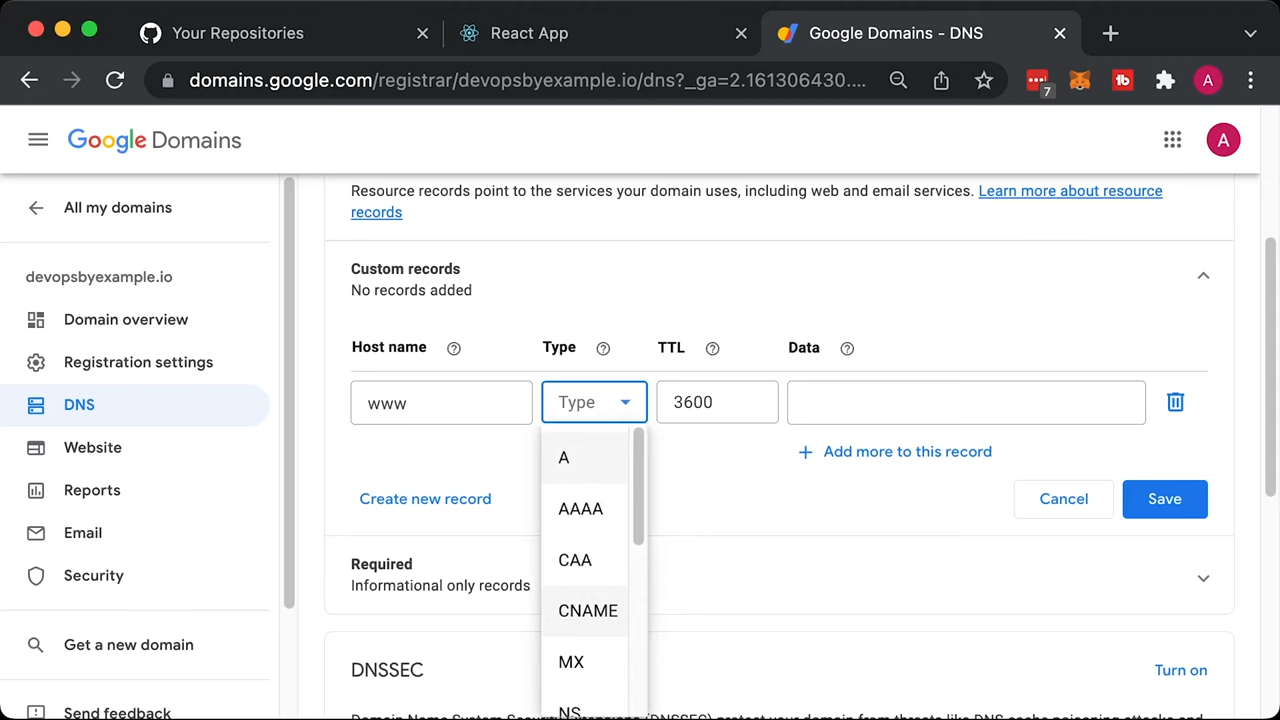 Your Repositories
React App
Google Domains - DNS
domains.google.com/registrar/devopsbyexample.io/dns?_ga=2.161306430....
7
A
Google Domains
A
All my domains
devopsbyexample.io
Domain overview
Registration settings
DNS
Website
Reports
Email
Security
Get a new domain
Send feedback
Resource records point to the services your domain uses, including web and email services. Learn more about resource
records
Custom records
No records added
Host name
Type
TTL
Data
www
Type
3600
A
AAAA
CAA
CNAME
MX
NS
Add more to this record
Create new record
Cancel
Save
Required
Informational only records
DNSSEC
Turn on